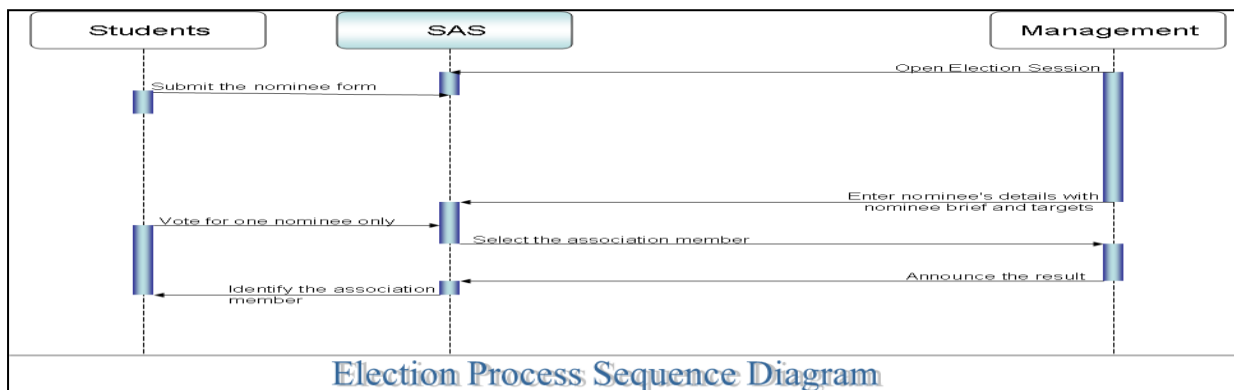 Students
SAS
Management
Open Election Session
Submit the nominee form
Enter nominee's details with
nominee brief and targets
Vote for one nominee only
Select the association member
Announce the result
Identify the association
member
Election Process Sequence Diagram